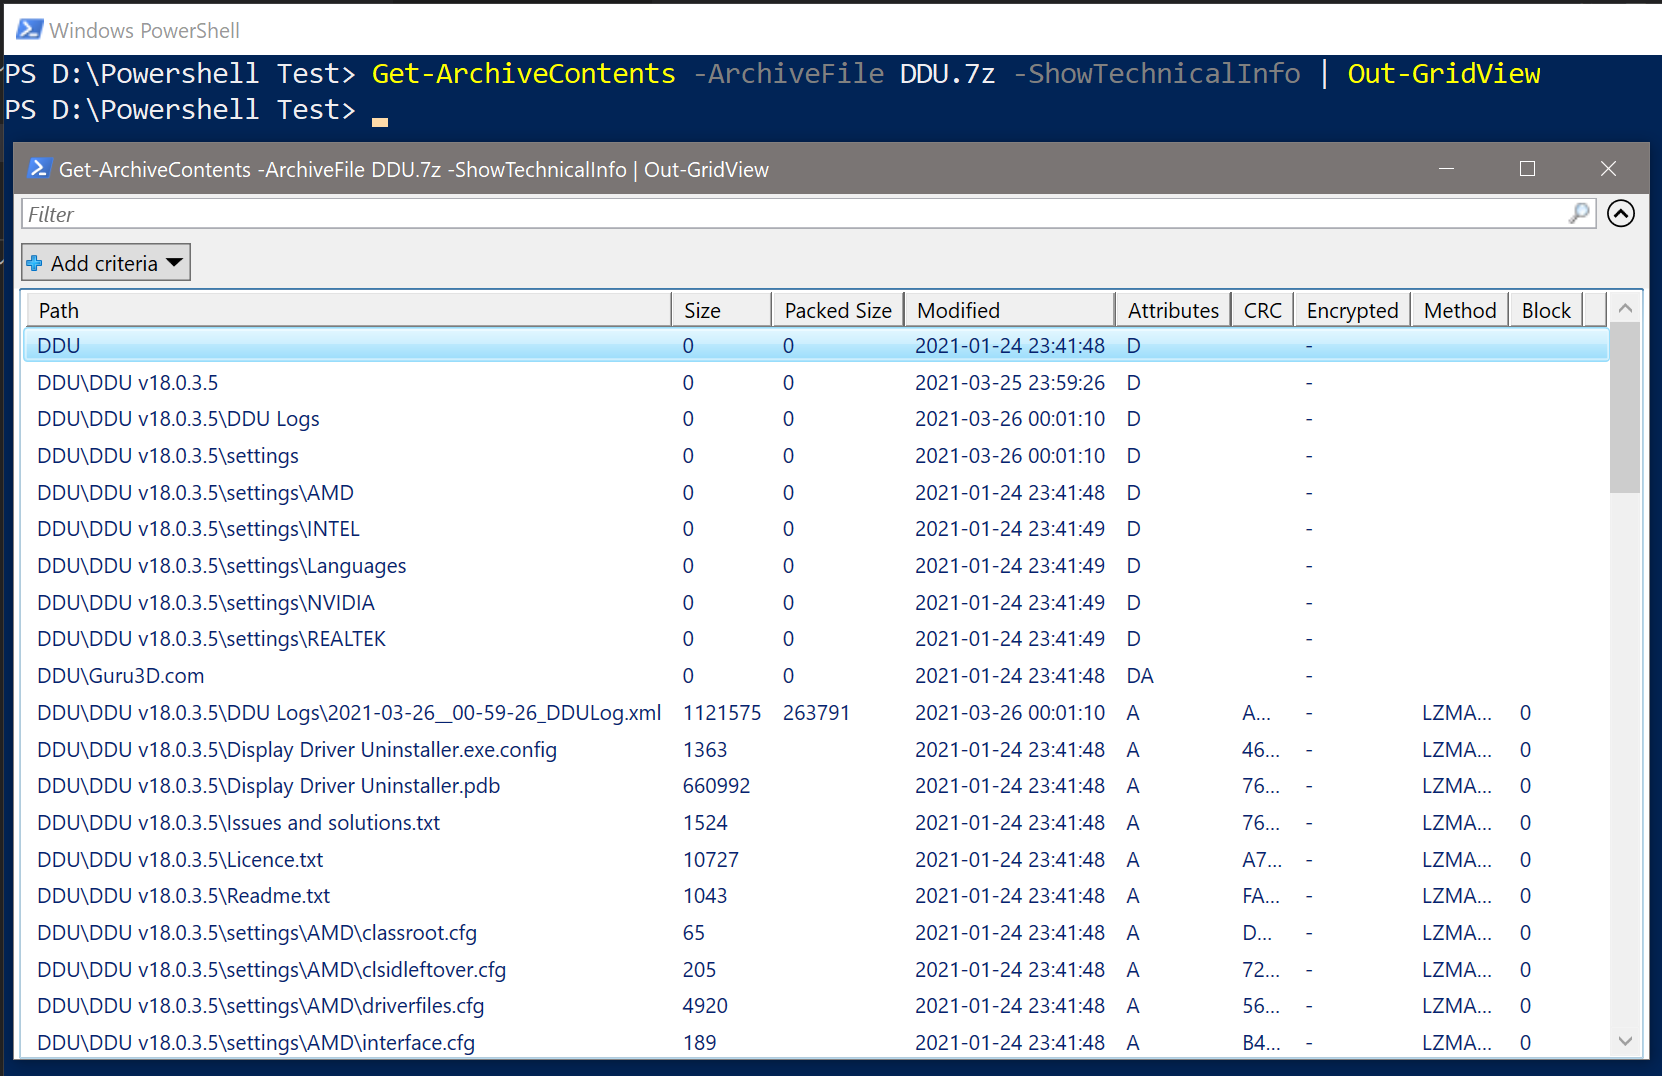 Windows PowerShell
PS D:\Powershell Test> Get-ArchiveContents -ArchiveFile DDU.7z -ShowTechnicalInfo | Out-GridView
PS D:\Powershell Test>
Get-ArchiveContents -ArchiveFile DDU.7z -ShowTechnicalInfo | Out-GridView
Filter
Add criteria
Path Size Packed Size Modified Attributes CRC Encrypted Method Block
DDU 0 0 2021-01-24 23:41:48 D -
DDU\DDU v18.0.3.5 0 0 2021-03-25 23:59:26 D -
DDU\DDU v18.0.3.5\DDU Logs 0 0 2021-03-26 00:01:10 D -
DDU\DDU v18.0.3.5\settings 0 0 2021-03-26 00:01:10 D -
DDU\DDU v18.0.3.5\settings\AMD 0 0 2021-01-24 23:41:48 D -
DDU\DDU v18.0.3.5\settings\INTEL 0 0 2021-01-24 23:41:49 D -
DDU\DDU v18.0.3.5\settings\Languages 0 0 2021-01-24 23:41:49 D -
DDU\DDU v18.0.3.5\settings\NVIDIA 0 0 2021-01-24 23:41:49 D -
DDU\DDU v18.0.3.5\settings\REALTEK 0 0 2021-01-24 23:41:49 D -
DDU\Guru3D.com 0 0 2021-01-24 23:41:48 DA -
DDU\DDU v18.0.3.5\DDU Logs\2021-03-26__00-59-26_DDULog.xml 1121575 263791 2021-03-26 00:01:10 A A... - LZMA... 0
DDU\DDU v18.0.3.5\Display Driver Uninstaller.exe.config 1363 2021-01-24 23:41:48 A 46... - LZMA... 0
DDU\DDU v18.0.3.5\Display Driver Uninstaller.pdb 660992 2021-01-24 23:41:48 A 76... - LZMA... 0
DDU\DDU v18.0.3.5\Issues and solutions.txt 1524 2021-01-24 23:41:48 A 76... - LZMA... 0
DDU\DDU v18.0.3.5\Licence.txt 10727 2021-01-24 23:41:48 A A7... - LZMA... 0
DDU\DDU v18.0.3.5\Readme.txt 1043 2021-01-24 23:41:48 A FA... - LZMA... 0
DDU\DDU v18.0.3.5\settings\AMD\classroot.cfg 65 2021-01-24 23:41:48 A D... - LZMA... 0
DDU\DDU v18.0.3.5\settings\AMD\clsidleftover.cfg 205 2021-01-24 23:41:48 A 72... - LZMA... 0
DDU\DDU v18.0.3.5\settings\AMD\driverfiles.cfg 4920 2021-01-24 23:41:48 A 56... - LZMA... 0
DDU\DDU v18.0.3.5\settings\AMD\interface.cfg 189 2021-01-24 23:41:48 A B4... - LZMA... 0